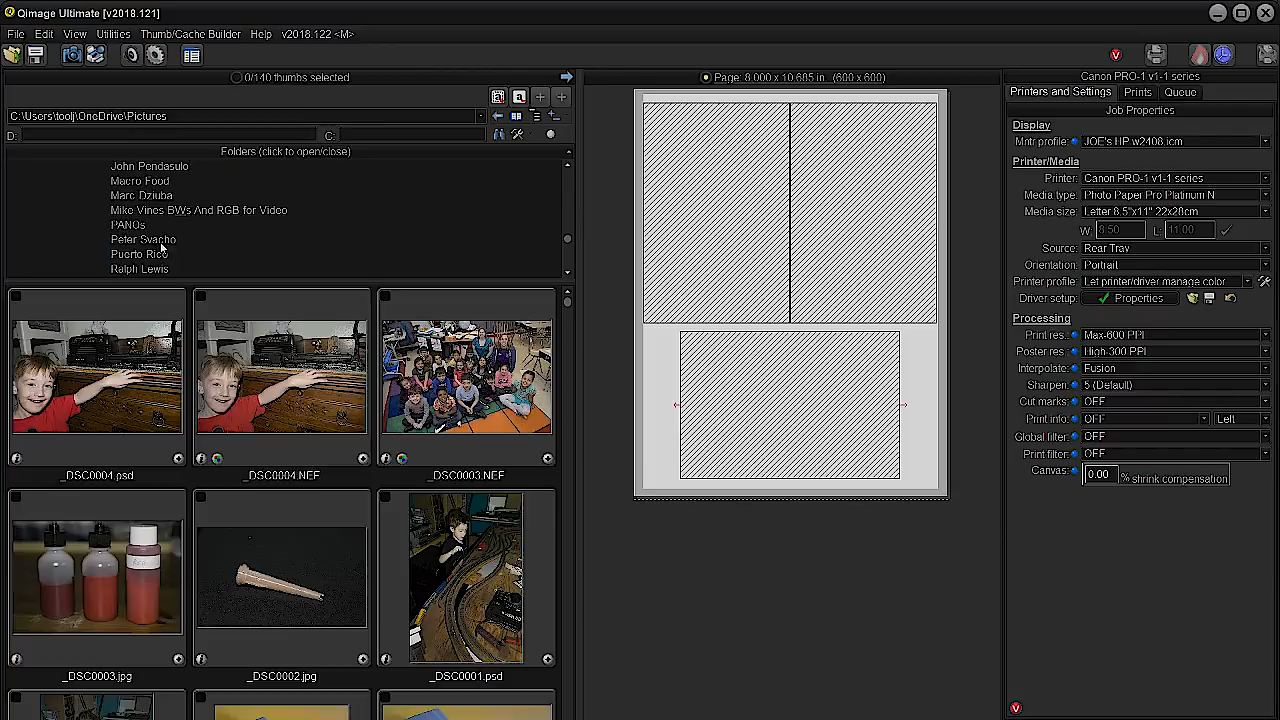 Qimage Ultimate [v2018.121]
File Edit View Utilities Thumb/Cache Builder Help v2018.122 <M>
0/140 thumbs selected
C:\Users\toolj\OneDrive\Pictures
D: C:
Folders (click to open/close)
John Pendasulo
Macro Food
Marc Dziuba
Mike Vines BWs And RGB for Video
PANOs
Peter Svacho
Puerto Rico
Ralph Lewis
_DSC0004.psd
_DSC0004.NEF
_DSC0003.NEF
_DSC0003.jpg
_DSC0002.jpg
_DSC0001.psd
Page: 8.000 x 10.685 in. (600 x 600)
Canon PRO-1 v1-1 series
Printers and Settings Prints Queue
Job Properties
Display
Mntr profile: JOE's HP w2408.icm
Printer/Media
Printer: Canon PRO-1 v1-1 series
Media type: Photo Paper Pro Platinum N
Media size: Letter 8.5"x11" 22x28cm
W: 8.50 L: 11.00
Source: Rear Tray
Orientation: Portrait
Printer profile: Let printer/driver manage color
Driver setup: Properties
Processing
Print res.: Max-600 PPI
Poster res.: High-300 PPI
Interpolate: Fusion
Sharpen: 5 (Default)
Cut marks: OFF
Print info: OFF Left
Global filter: OFF
Print filter: OFF
Canvas: 0.00 % shrink compensation